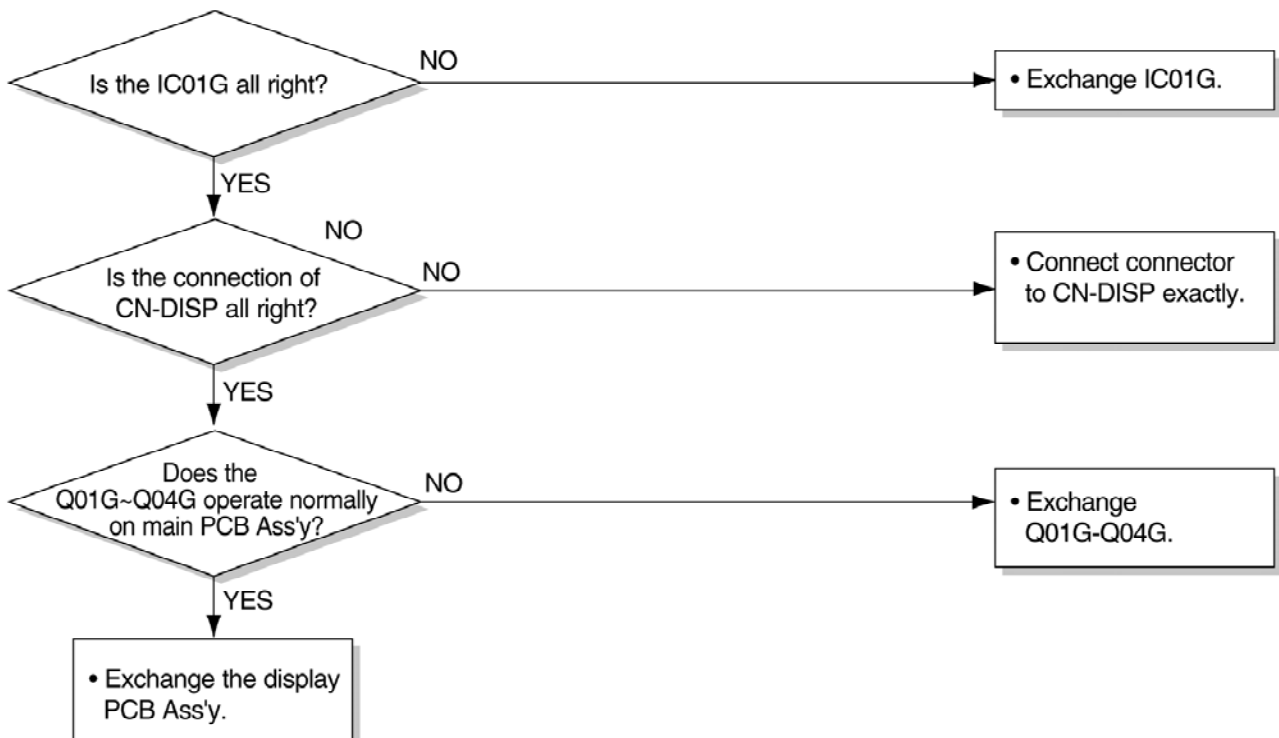 Is the IC01G all right?
NO
• Exchange IC01G.
YES
NO
Is the connection of
CN-DISP all right?
NO
• Connect connector
to CN-DISP exactly.
YES
Does the
Q01G~Q04G operate normally
on main PCB Ass'y?
NO
• Exchange
Q01G-Q04G.
YES
• Exchange the display
PCB Ass'y.